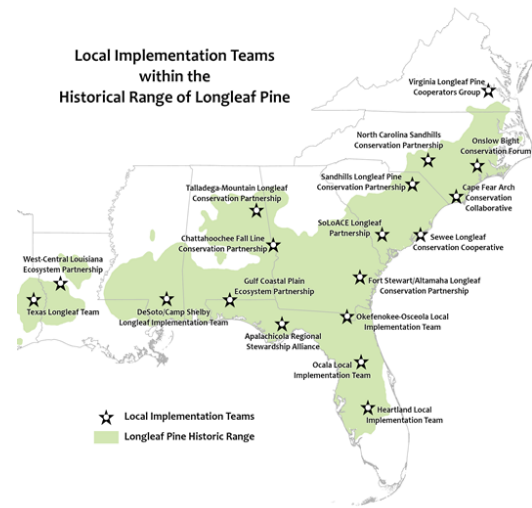 Local Implementation Teams
within the
Historical Range of Longleaf Pine
Virginia Longleaf Pine
Cooperators Group
North Carolina Sandhills
Conservation Partnership
Onslow Bight
Conservation Forum
Sandhills Longleaf Pine
Conservation Partnership
Cape Fear Arch
Conservation
Collaborative
Talladega-Mountain Longleaf
Conservation Partnership
SoLoACE Longleaf
Partnership
Sewee Longleaf
Conservation Cooperative
Chattahoochee Fall Line
Conservation Partnership
West-Central Louisiana
Ecosystem Partnership
Gulf Coastal Plain
Ecosystem Partnership
Fort Stewart/Altamaha Longleaf
Conservation Partnership
Texas Longleaf Team
DeSoto/Camp Shelby
Longleaf Implementation Team
Okefenokee-Osceola Local
Implementation Team
Apalachicola Regional
Stewardship Alliance
Ocala Local
Implementation Team
Heartland Local
Implementation Team
Local Implementation Teams
Longleaf Pine Historic Range